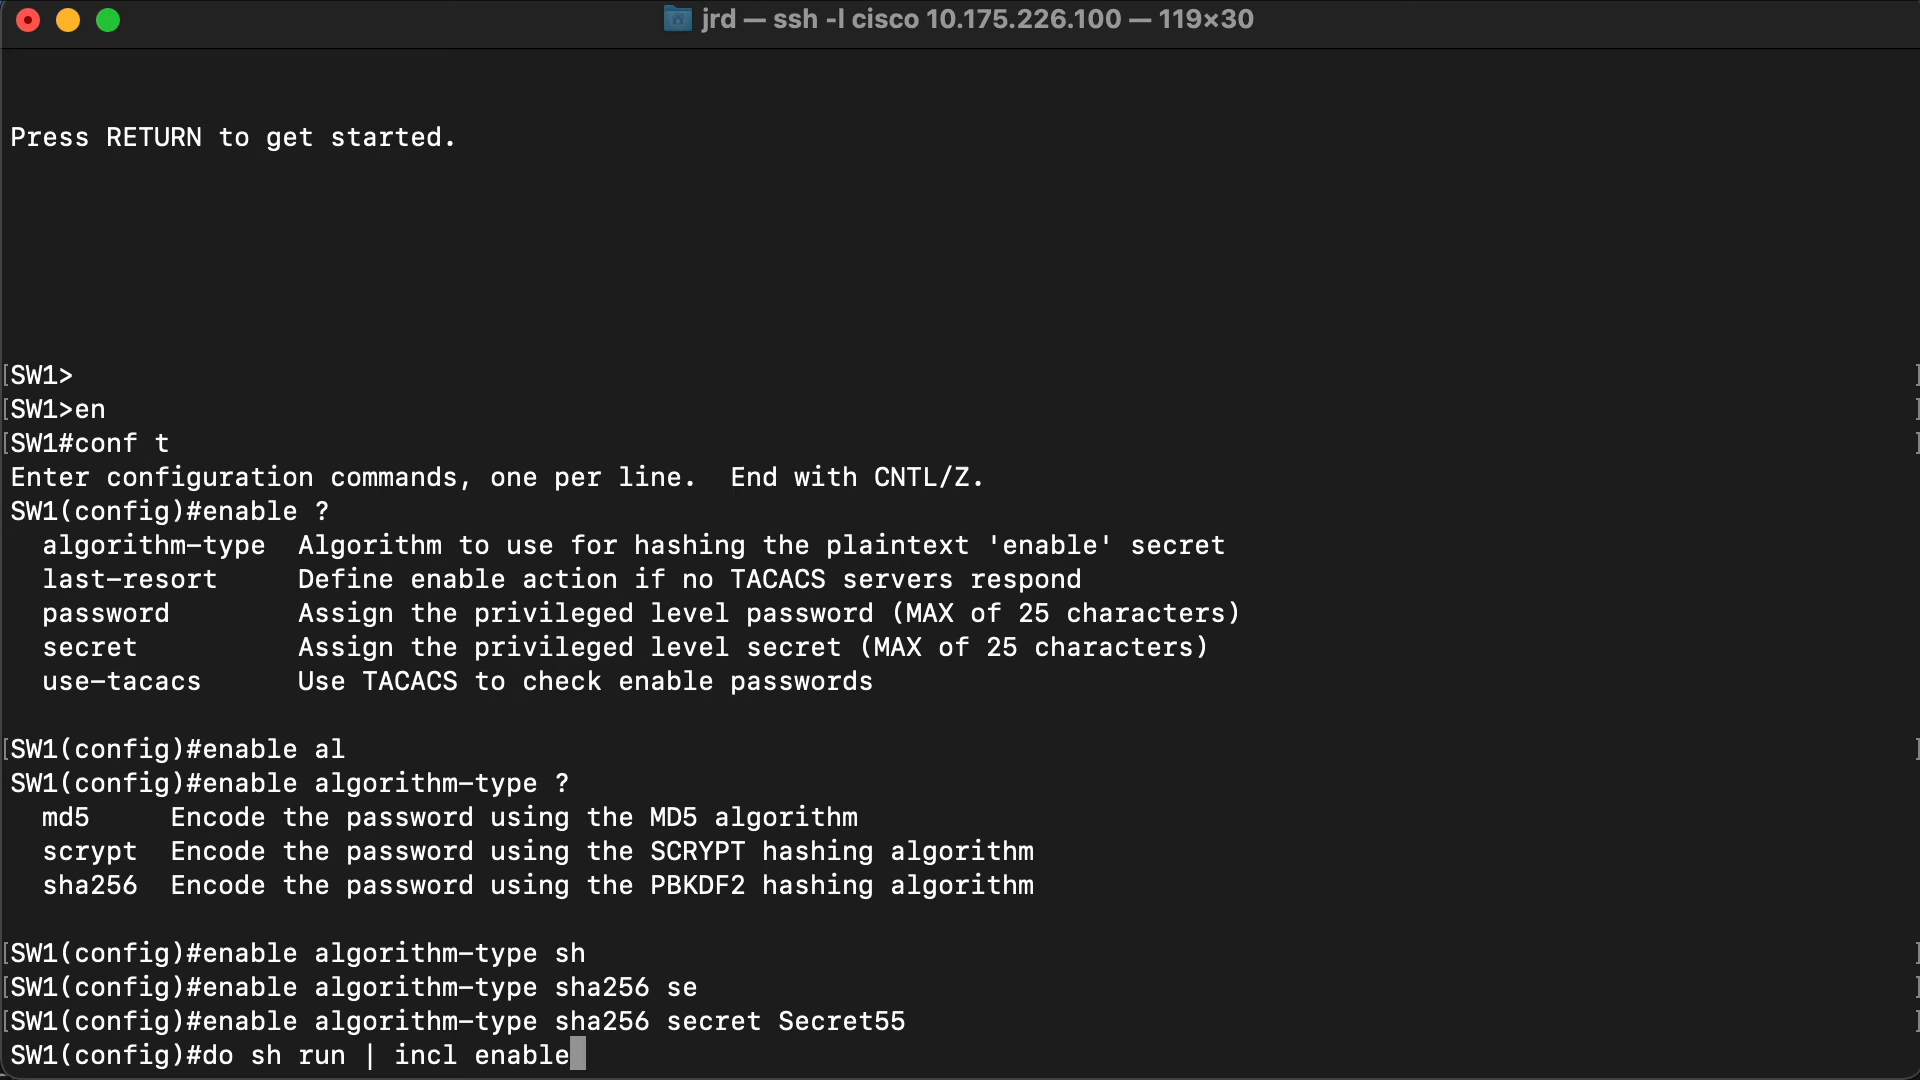 jrd — ssh -l cisco 10.175.226.100 — 119×30
Press RETURN to get started.
SW1>
SW1>en
SW1#conf t
Enter configuration commands, one per line.  End with CNTL/Z.
SW1(config)#enable ?
  algorithm-type  Algorithm to use for hashing the plaintext 'enable' secret
  last-resort     Define enable action if no TACACS servers respond
  password        Assign the privileged level password (MAX of 25 characters)
  secret          Assign the privileged level secret (MAX of 25 characters)
  use-tacacs      Use TACACS to check enable passwords
SW1(config)#enable al
SW1(config)#enable algorithm-type ?
  md5     Encode the password using the MD5 algorithm
  scrypt  Encode the password using the SCRYPT hashing algorithm
  sha256  Encode the password using the PBKDF2 hashing algorithm
SW1(config)#enable algorithm-type sh
SW1(config)#enable algorithm-type sha256 se
SW1(config)#enable algorithm-type sha256 secret Secret55
SW1(config)#do sh run | incl enable